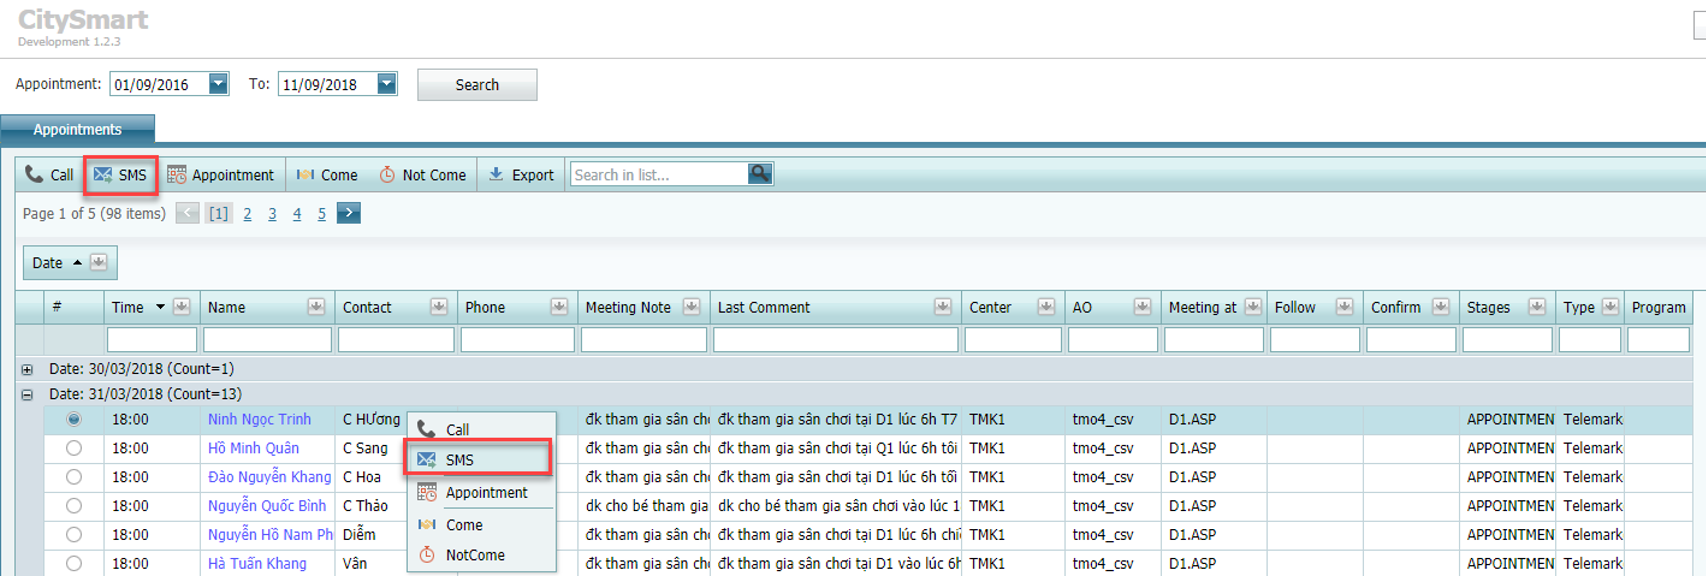 CitySmart
Development 1.2.3
Appointment: 01/09/2016 To: 11/09/2018 Search
Appointments
Call SMS Appointment Come Not Come Export Search in list...
Page 1 of 5 (98 items) [1] 2 3 4 5
Date
# Time Name Contact Phone Meeting Note Last Comment Center AO Meeting at Follow Confirm Stages Type Program
Date: 30/03/2018 (Count=1)
Date: 31/03/2018 (Count=13)
18:00 Ninh Ngọc Trinh C HƯơng đk tham gia sân chơ đk tham gia sân chơi tại D1 lúc 6h T7 TMK1 tmo4_csv D1.ASP APPOINTMEN Telemark
18:00 Hồ Minh Quân C Sang đk tham gia sân chơ đk tham gia sân chơi tại Q1 lúc 6h tối TMK1 tmo4_csv D1.ASP APPOINTMEN Telemark
18:00 Đào Nguyễn Khang C Hoa đk tham gia sân chơ đk tham gia sân chơi tại D1 lúc 6h tối TMK1 tmo4_csv D1.ASP APPOINTMEN Telemark
18:00 Nguyễn Quốc Bình C Thảo dk cho bé tham gia dk cho bé tham gia sân chơi vào lúc 1 TMK1 tmo4_csv D1.ASP APPOINTMEN Telemark
18:00 Nguyễn Hồ Nam Ph Diễm đk tham gia sân chơ đk tham gia sân chơi tại D1 lúc 6h chi TMK1 tmo4_csv D1.ASP APPOINTMEN Telemark
18:00 Hà Tuấn Khang Vân đk tham gia sân chơ đk tham gia sân chơi tại D1 vào lúc 6h TMK1 tmo4_csv D1.ASP APPOINTMEN Telemark
Call
SMS
Appointment
Come
NotCome